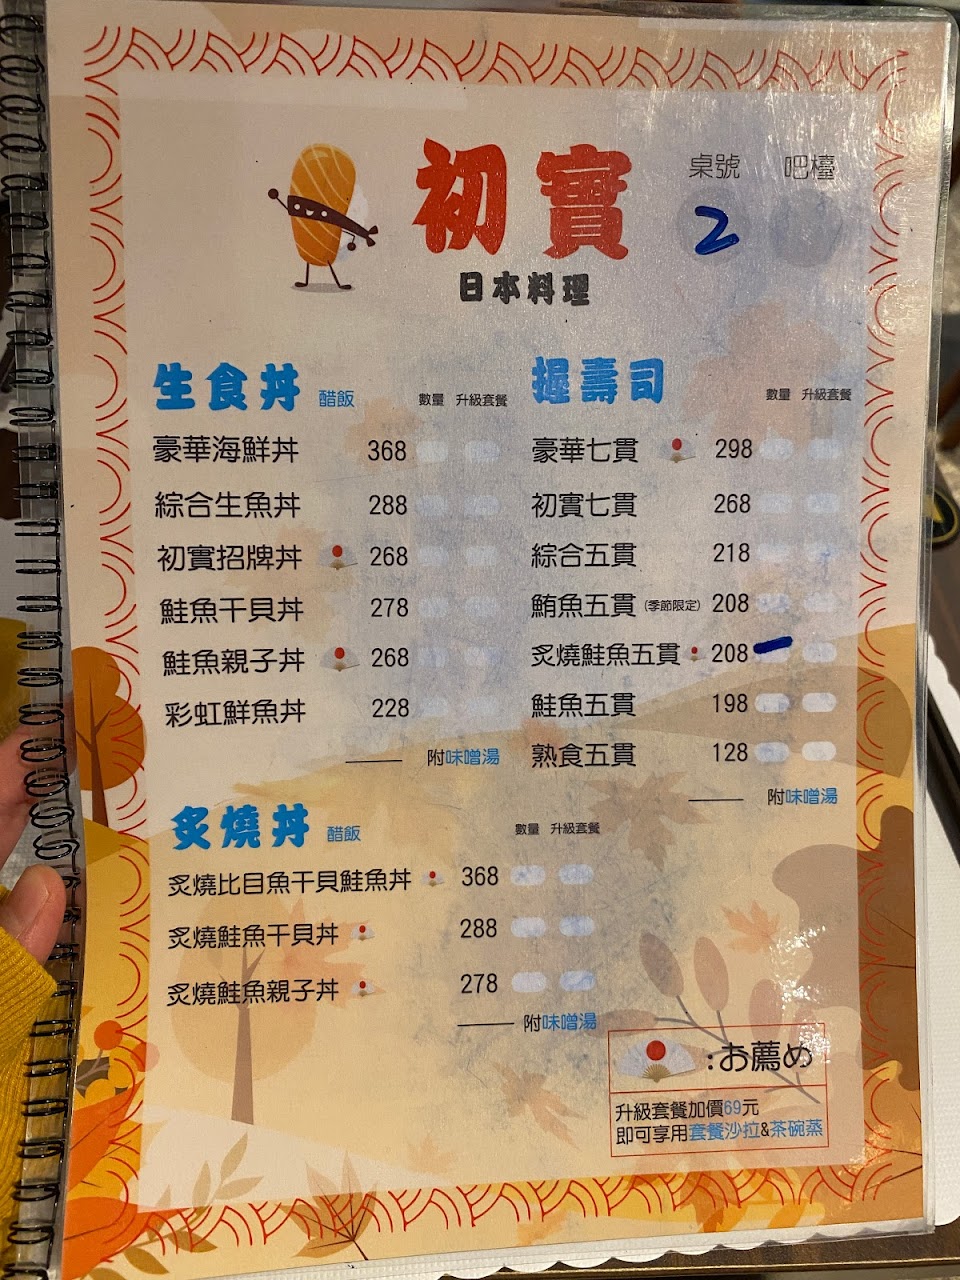 初實
桌號 吧檯
2
日本料理
生食丼 醋飯 數量 升級套餐
豪華海鮮丼 368
綜合生魚丼 288
初實招牌丼 268
鮭魚干貝丼 278
鮭魚親子丼 268
彩虹鮮魚丼 228
附味噌湯
握壽司 數量 升級套餐
豪華七貫 298
初實七貫 268
綜合五貫 218
鮪魚五貫 (季節限定) 208
炙燒鮭魚五貫 208
鮭魚五貫 198
熟食五貫 128
附味噌湯
炙燒丼 醋飯 數量 升級套餐
炙燒比目魚干貝鮭魚丼 368
炙燒鮭魚干貝丼 288
炙燒鮭魚親子丼 278
附味噌湯
:お薦め
升級套餐加價69元
即可享用套餐沙拉&茶碗蒸